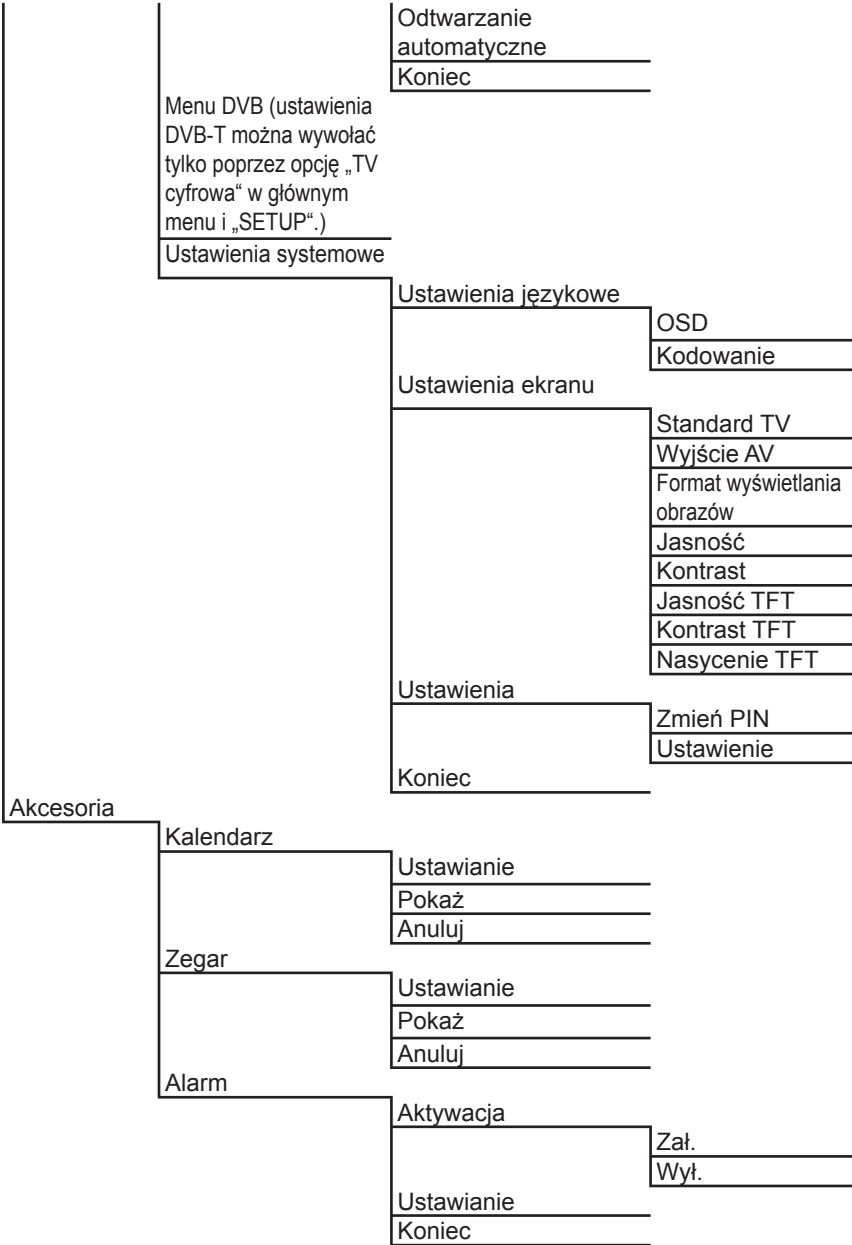 Odtwarzanie
automatyczne
Koniec
Menu DVB (ustawienia
DVB-T można wywołać
tylko poprzez opcję „TV
cyfrowa“ w głównym
menu i „SETUP“.)
Ustawienia systemowe
Ustawienia językowe
OSD
Kodowanie
Ustawienia ekranu
Standard TV
Wyjście AV
Format wyświetlania
obrazów
Jasność
Kontrast
Jasność TFT
Kontrast TFT
Nasycenie TFT
Ustawienia
Zmień PIN
Ustawienie
Koniec
Akcesoria
Kalendarz
Ustawianie
Pokaż
Anuluj
Zegar
Ustawianie
Pokaż
Anuluj
Alarm
Aktywacja
Zał.
Wył.
Ustawianie
Koniec